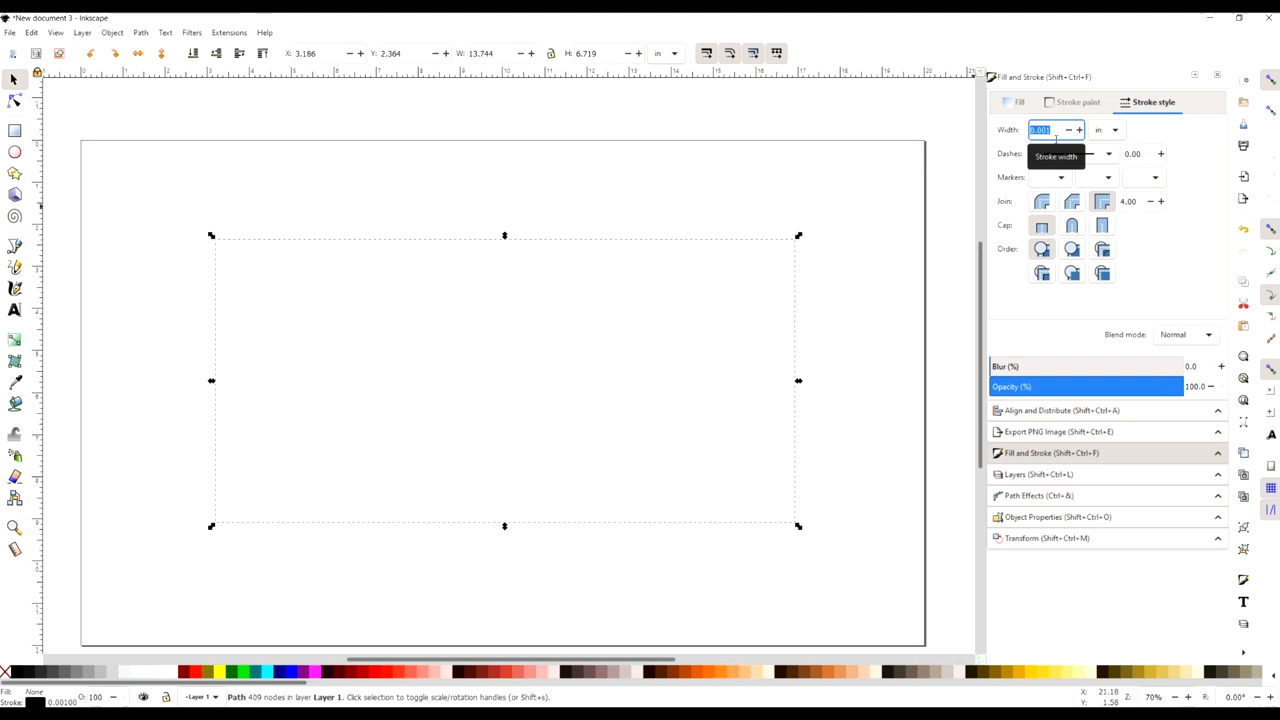 *New document 3 - Inkscape
File Edit View Layer Object Path Text Filters Extensions Help
X: 3.186 Y: 2.364 W: 13.744 H: 6.719 in
Fill and Stroke (Shift+Ctrl+F)
Fill Stroke paint Stroke style
Width: 0.001 in
Stroke width
Dashes: 0.00
Markers:
Join: 4.00
Cap:
Order:
Blend mode: Normal
Blur (%) 0.0
Opacity (%) 100.0
Align and Distribute (Shift+Ctrl+A)
Export PNG Image (Shift+Ctrl+E)
Fill and Stroke (Shift+Ctrl+F)
Layers (Shift+Ctrl+L)
Path Effects (Ctrl+&)
Object Properties (Shift+Ctrl+O)
Transform (Shift+Ctrl+M)
Fill: None O: 100 Layer 1 Path 409 nodes in layer Layer 1. Click selection to toggle scale/rotation handles (or Shift+s). X: 21.18 Z: 70% R: 0.00°
Stroke: 0.00100 Y: 1.58